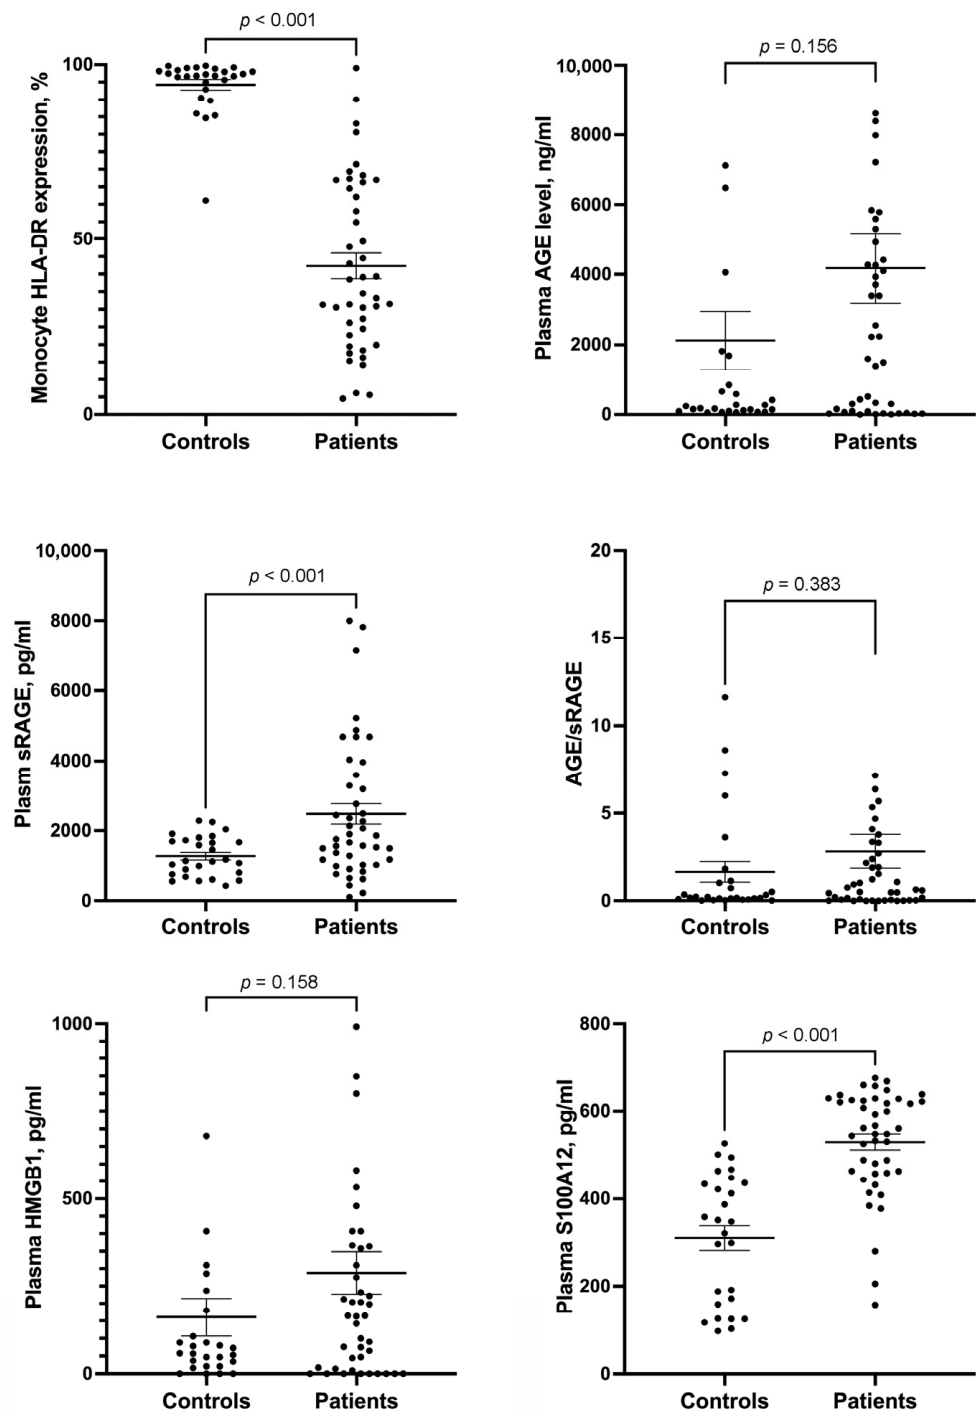 p < 0.001
Monocyte HLA-DR expression, %
100
50
0
Controls
Patients
p = 0.156
Plasma AGE level, ng/ml
10,000
8000
6000
4000
2000
0
Controls
Patients
p < 0.001
Plasm sRAGE, pg/ml
10,000
8000
6000
4000
2000
0
Controls
Patients
p = 0.383
AGE/sRAGE
20
15
10
5
0
Controls
Patients
p = 0.158
Plasma HMGB1, pg/ml
1000
500
0
Controls
Patients
p < 0.001
Plasma S100A12, pg/ml
800
600
400
200
0
Controls
Patients